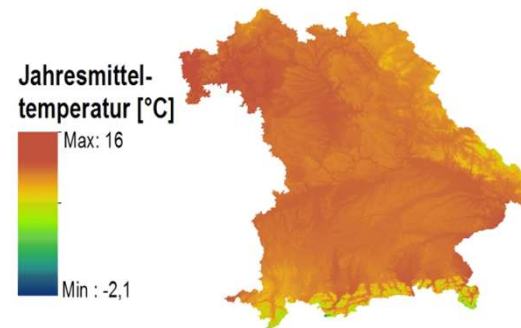 Jahresmittel-
temperatur [°C]
Max: 16
Min : -2,1